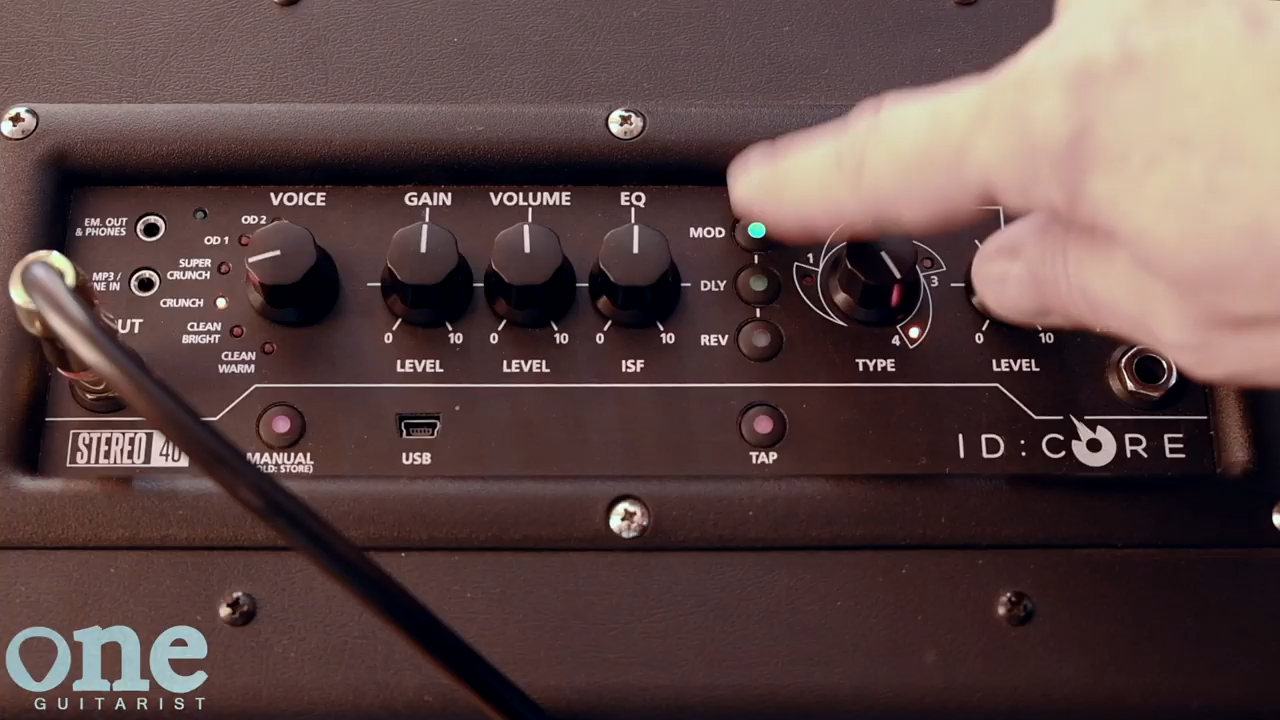 VOICE GAIN VOLUME EQ
OD 2
EM. OUT
& PHONES
OD 1
MOD
SUPER
CRUNCH
1
3
MP3 /
DLY
CRUNCH
CLEAN
BRIGHT
0 10 0 10 0 10
REV
4
0 10
CLEAN
WARM
LEVEL LEVEL ISF
TYPE LEVEL
STEREO 40
MANUAL
USB
TAP
ID:CORE
one
GUITARIST